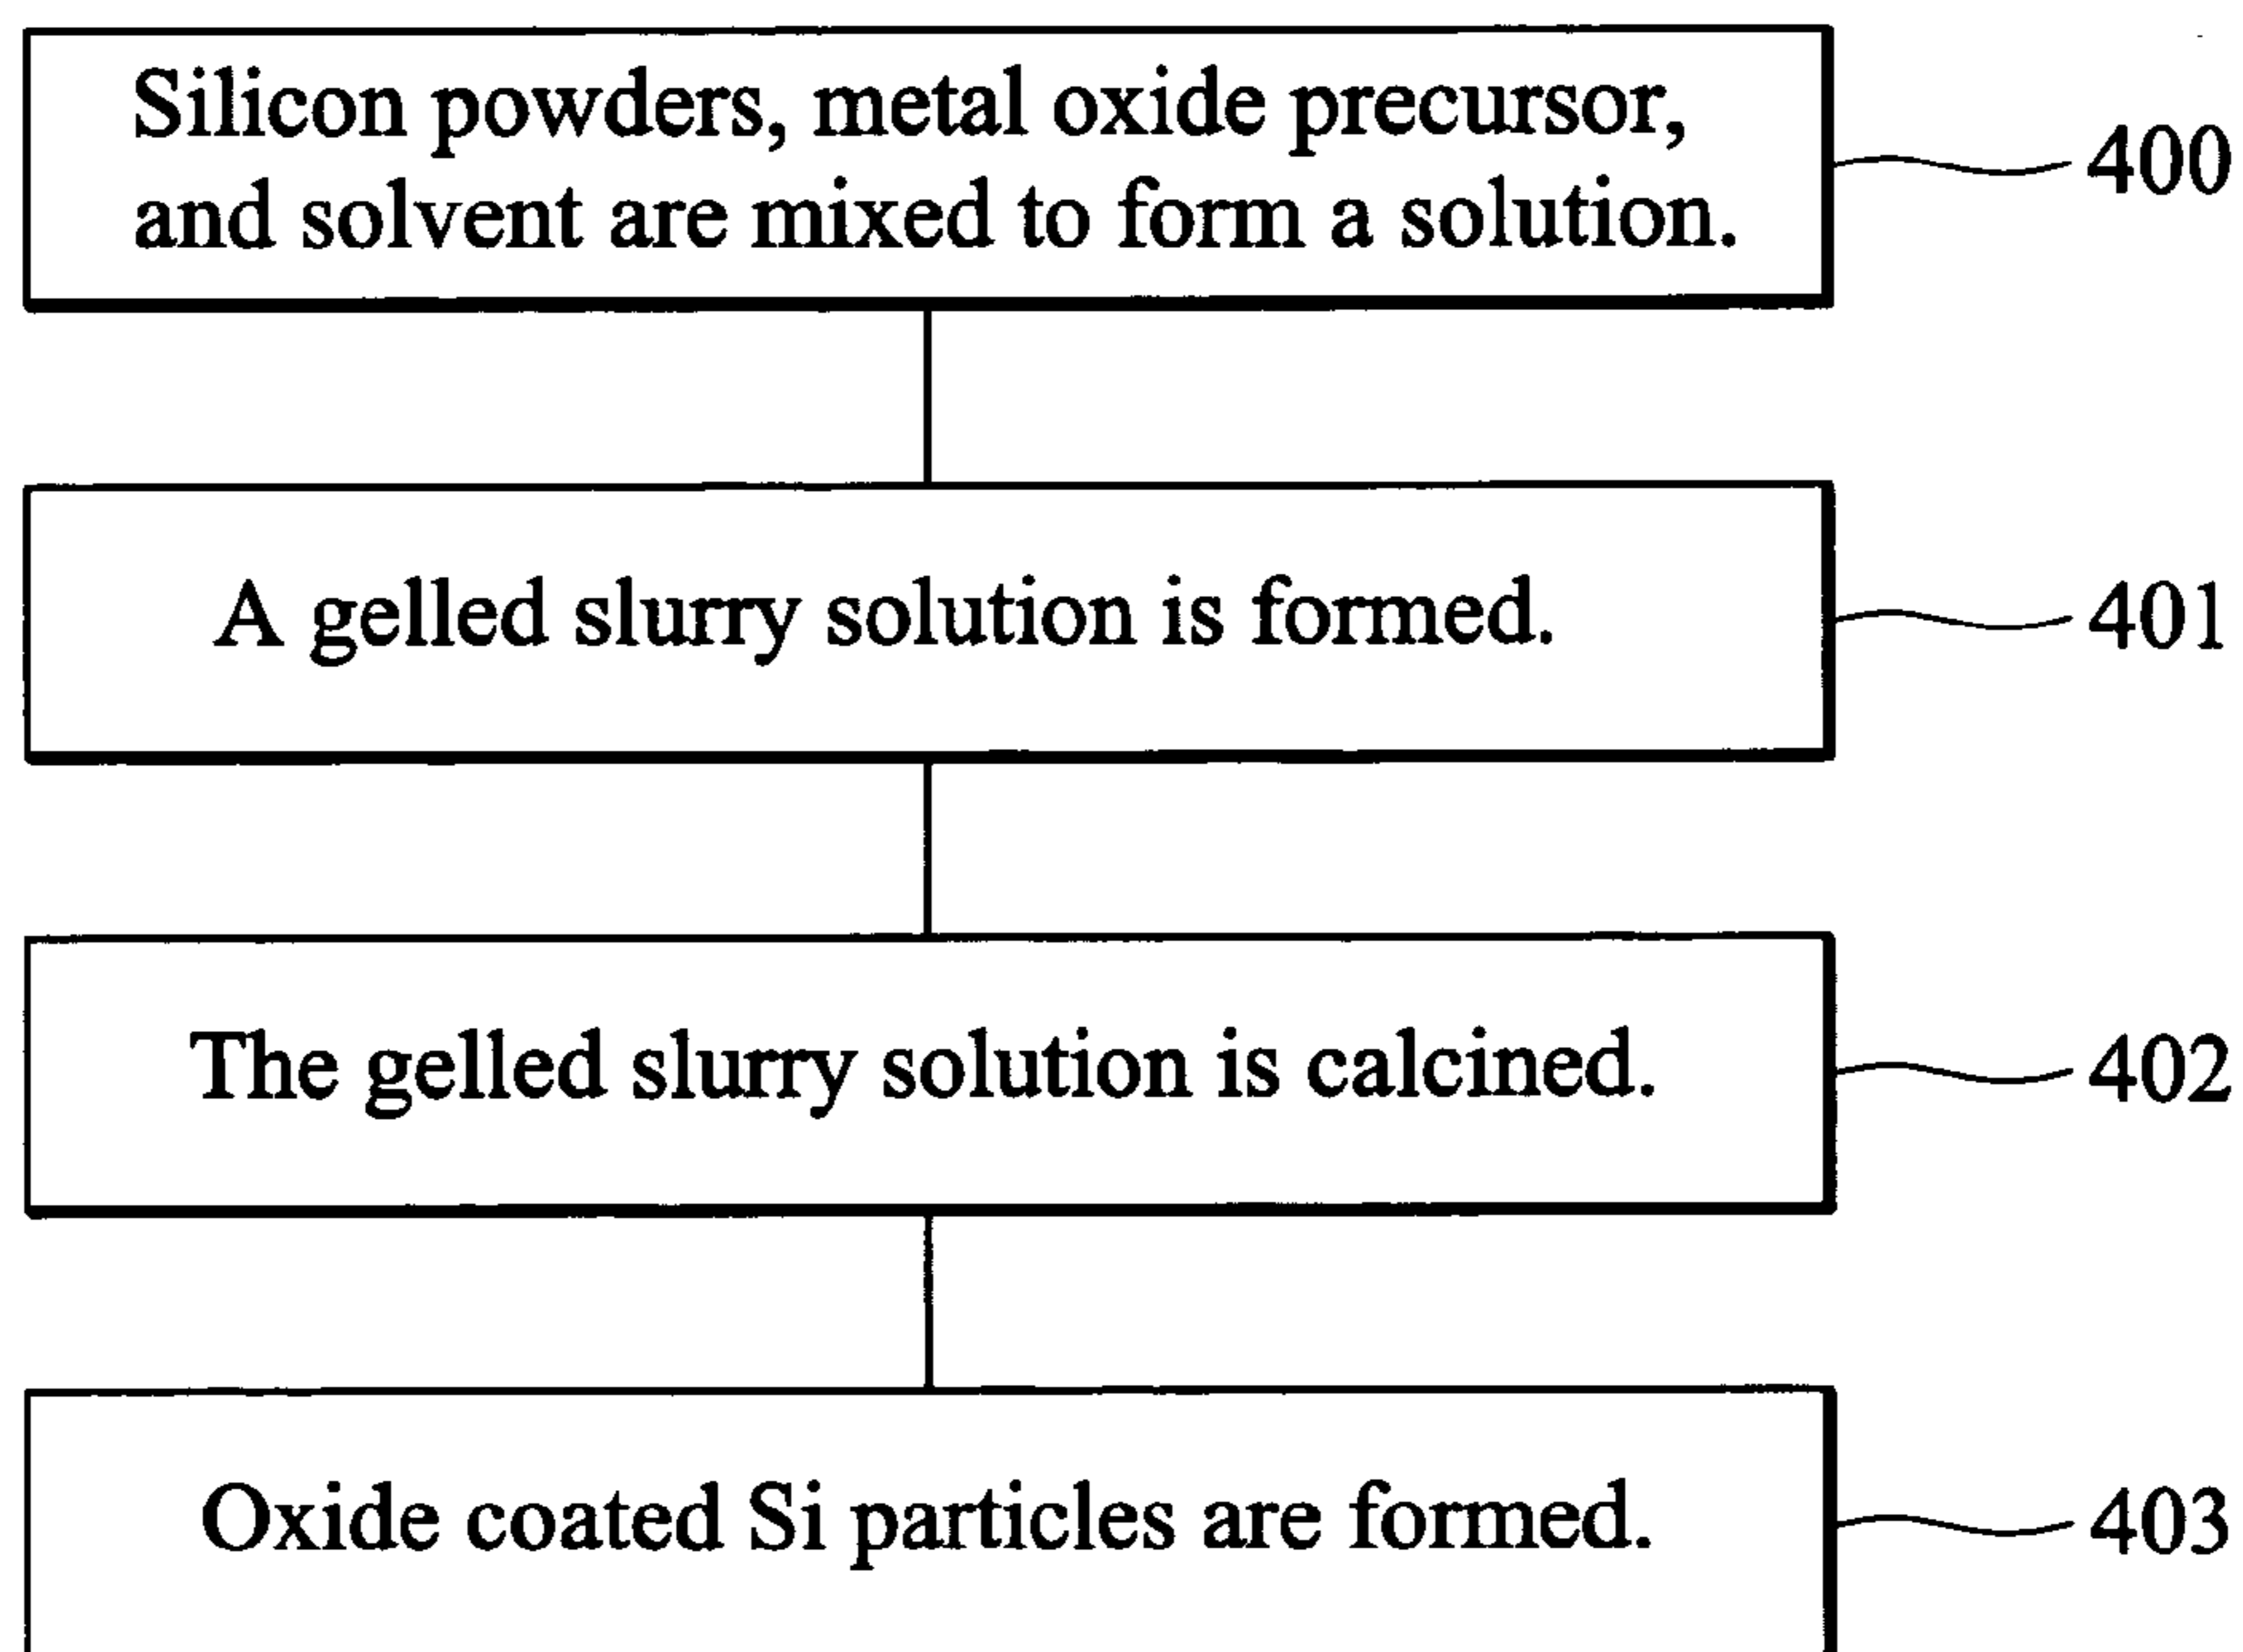 Silicon powders, metal oxide precursor,
and solvent are mixed to form a solution.
400
A gelled slurry solution is formed.
401
The gelled slurry solution is calcined.
402
Oxide coated Si particles are formed.
403